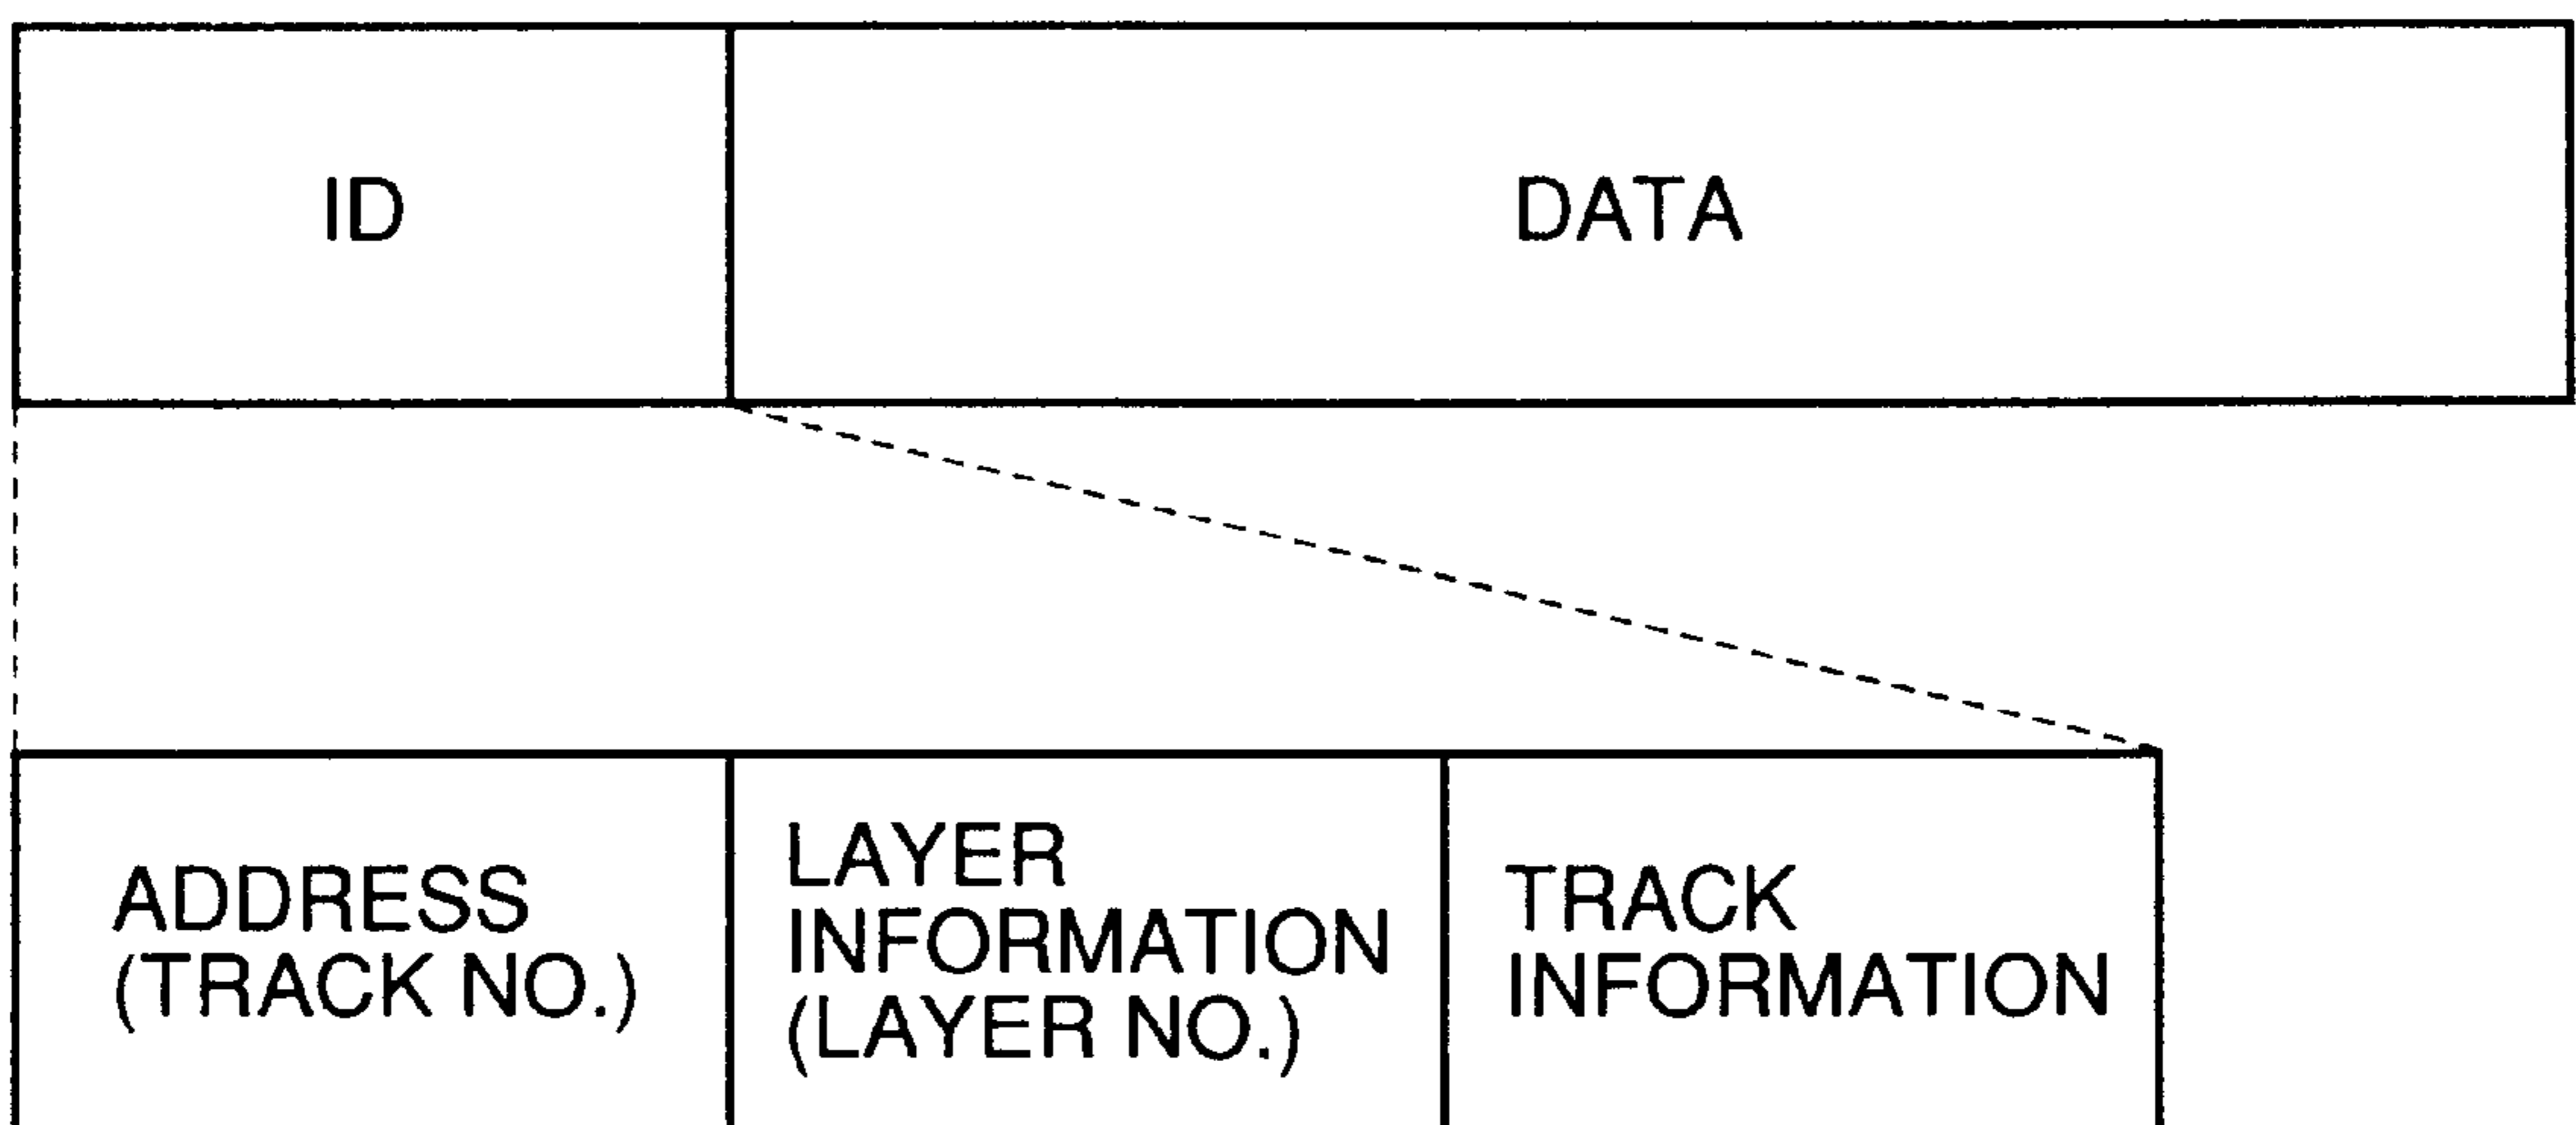 ID
DATA
ADDRESS
(TRACK NO.)
LAYER
INFORMATION
(LAYER NO.)
TRACK
INFORMATION